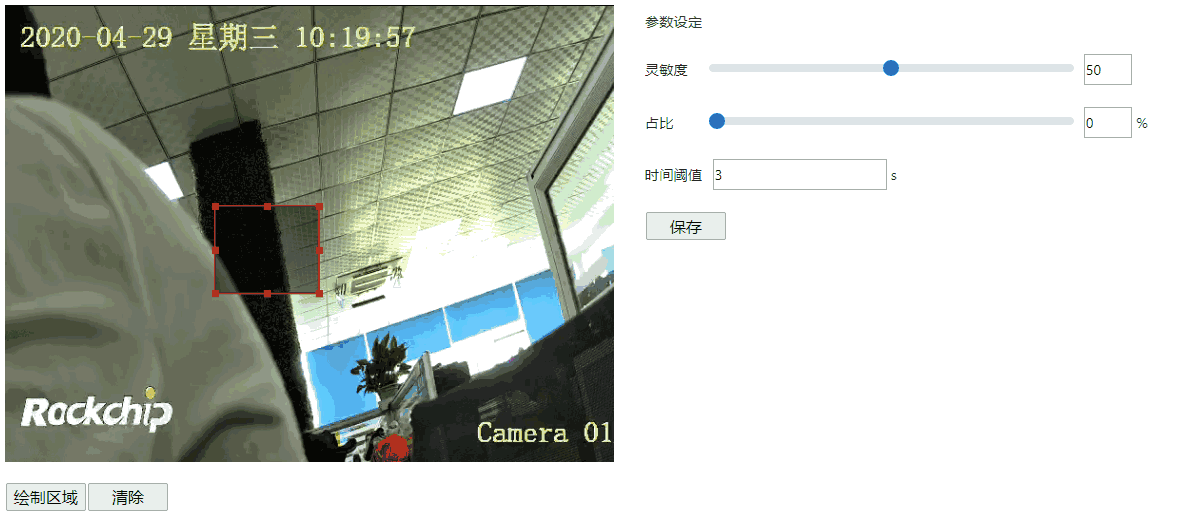 2020-04-29 星期三 10:19:57
Rockchip
Camera 01
绘制区域
清除
参数设定
灵敏度 50
占比 0 %
时间阈值 3 s
保存